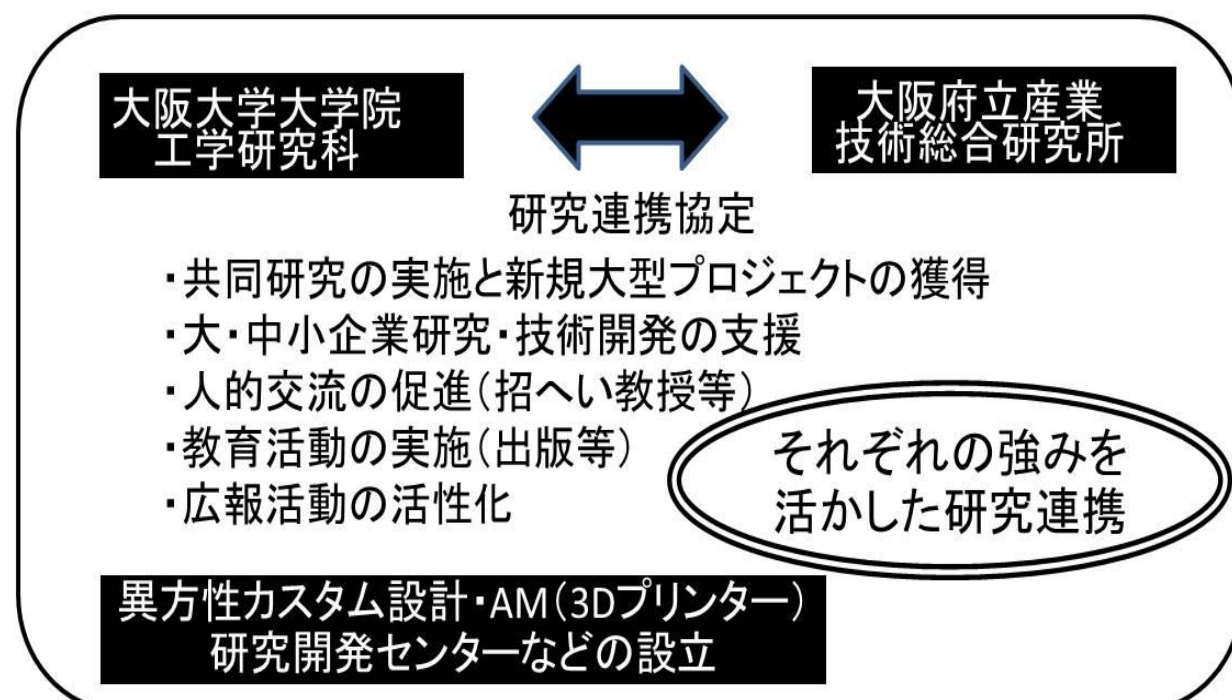 大阪大学大学院
工学研究科
大阪府立産業
技術総合研究所
研究連携協定
・共同研究の実施と新規大型プロジェクトの獲得
・大・中小企業研究・技術開発の支援
・人的交流の促進（招へい教授等）
・教育活動の実施（出版等）
・広報活動の活性化
それぞれの強みを
活かした研究連携
異方性カスタム設計・AM（3Dプリンター）
研究開発センターなどの設立